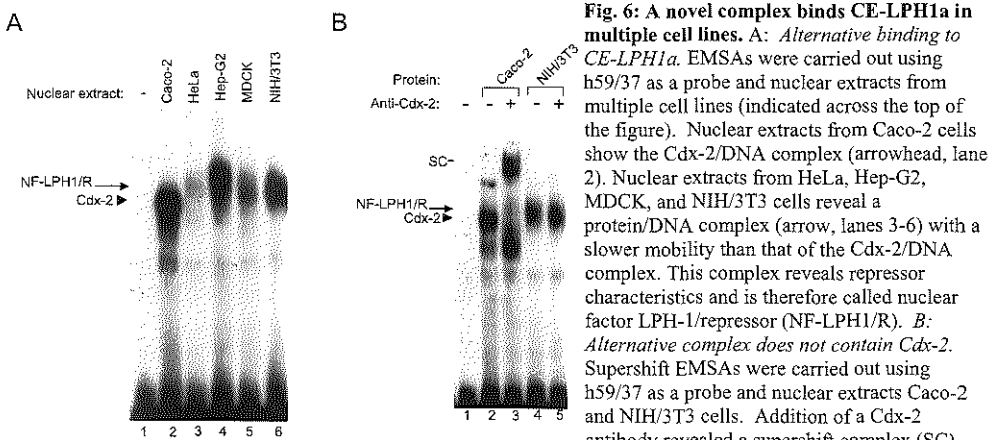 A
Nuclear extract:
-
Caco-2
HeLa
Hep-G2
MDCK
NIH/3T3
NF-LPH1/R
Cdx-2
1 2 3 4 5 6
B
Protein:
Caco-2
NIH/3T3
Anti-Cdx-2:
- - + - +
SC-
NF-LPH1/R
Cdx-2
1 2 3 4 5
Fig. 6: A novel complex binds CE-LPH1a in
multiple cell lines. A: Alternative binding to
CE-LPH1a. EMSAs were carried out using
h59/37 as a probe and nuclear extracts from
multiple cell lines (indicated across the top of
the figure). Nuclear extracts from Caco-2 cells
show the Cdx-2/DNA complex (arrowhead, lane
2). Nuclear extracts from HeLa, Hep-G2,
MDCK, and NIH/3T3 cells reveal a
protein/DNA complex (arrow, lanes 3-6) with a
slower mobility than that of the Cdx-2/DNA
complex. This complex reveals repressor
characteristics and is therefore called nuclear
factor LPH-1/repressor (NF-LPH1/R). B:
Alternative complex does not contain Cdx-2.
Supershift EMSAs were carried out using
h59/37 as a probe and nuclear extracts Caco-2
and NIH/3T3 cells. Addition of a Cdx-2
antibody revealed a supershift complex (SC)